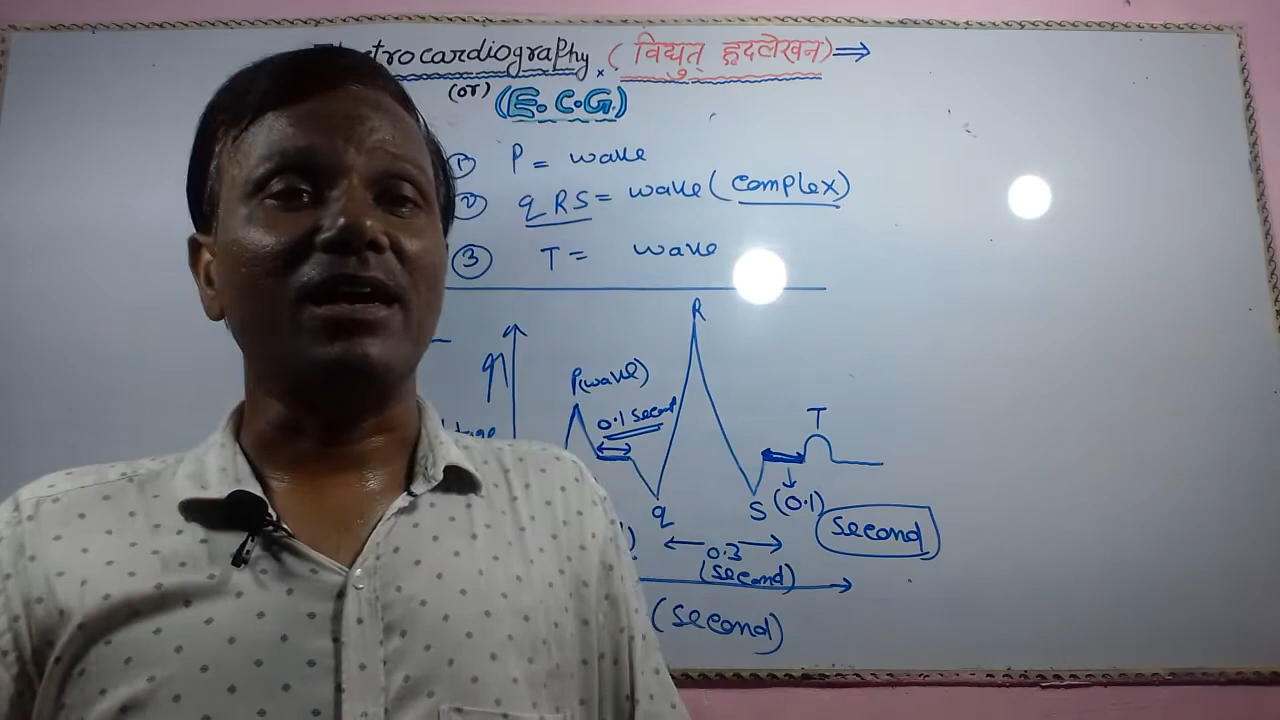 trocardiography (विद्युत् हृदलेखन) ⇒
(or) (E.C.G.)
① P = wave
② qRS = wave (complex)
③ T = wave
R
P(wave)
0.1 second
T
q
S
(0.1)
second
0.3
(second)
(second)